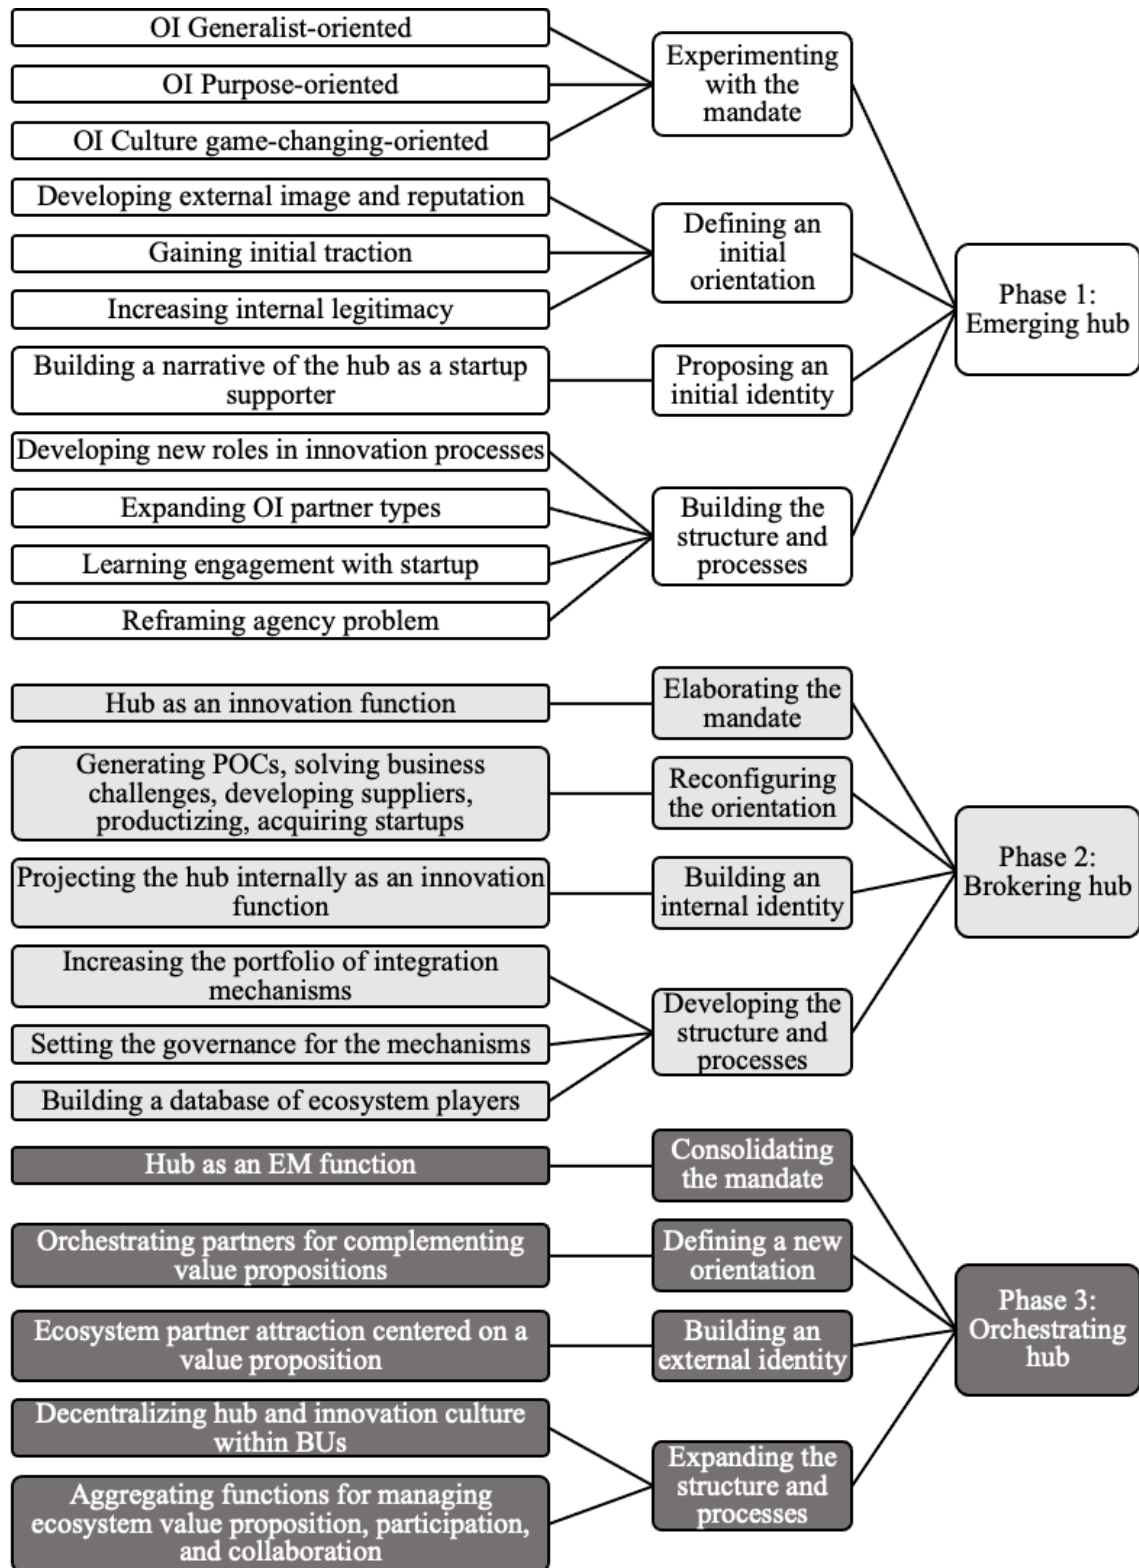 OI Generalist-oriented
OI Purpose-oriented
OI Culture game-changing-oriented
Experimenting
with the
mandate
Developing external image and reputation
Gaining initial traction
Increasing internal legitimacy
Defining an
initial
orientation
Building a narrative of the hub as a startup
supporter
Proposing an
initial identity
Developing new roles in innovation processes
Expanding OI partner types
Learning engagement with startup
Reframing agency problem
Building the
structure and
processes
Phase 1:
Emerging hub
Hub as an innovation function
Elaborating the
mandate
Generating POCs, solving business
challenges, developing suppliers,
productizing, acquiring startups
Reconfiguring
the orientation
Projecting the hub internally as an innovation
function
Building an
internal identity
Increasing the portfolio of integration
mechanisms
Setting the governance for the mechanisms
Building a database of ecosystem players
Developing the
structure and
processes
Phase 2:
Brokering hub
Hub as an EM function
Consolidating
the mandate
Orchestrating partners for complementing
value propositions
Defining a new
orientation
Ecosystem partner attraction centered on a
value proposition
Building an
external identity
Decentralizing hub and innovation culture
within BUs
Aggregating functions for managing
ecosystem value proposition, participation,
and collaboration
Expanding the
structure and
processes
Phase 3:
Orchestrating
hub